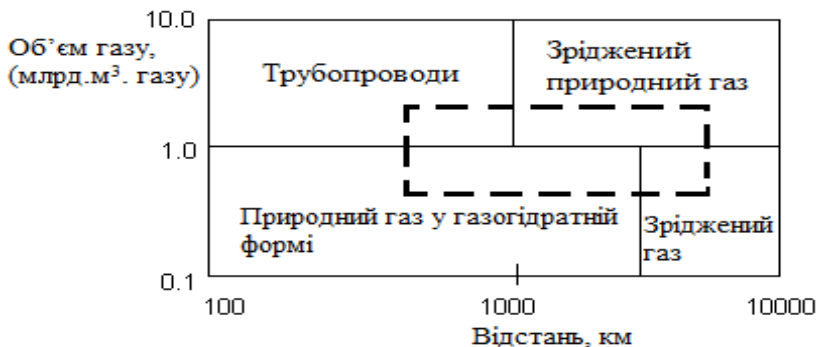 10.0
Об’єм газу,
(млрд.м³. газу)
Трубопроводи
Зріджений
природний газ
1.0
Природний газ у газогідратній
формі
Зріджений
газ
0.1
100
1000
10000
Відстань, км